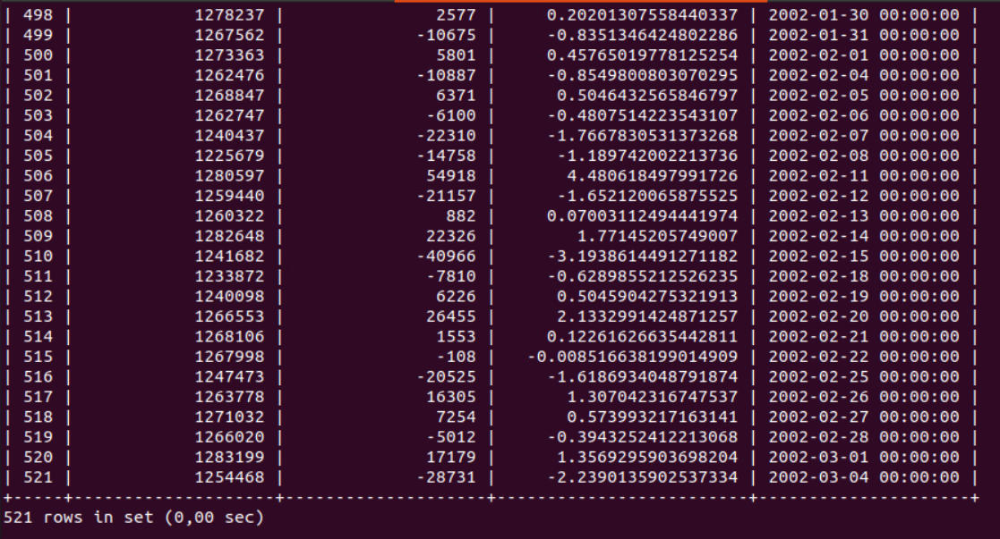 | 498 | 1278237 | 2577 | 0.20201307558440337 | 2002-01-30 00:00:00 |
| 499 | 1267562 | -10675 | -0.8351346424802286 | 2002-01-31 00:00:00 |
| 500 | 1273363 | 5801 | 0.45765019778125254 | 2002-02-01 00:00:00 |
| 501 | 1262476 | -10887 | -0.8549800803070295 | 2002-02-04 00:00:00 |
| 502 | 1268847 | 6371 | 0.5046432565846797 | 2002-02-05 00:00:00 |
| 503 | 1262747 | -6100 | -0.4807514223543107 | 2002-02-06 00:00:00 |
| 504 | 1240437 | -22310 | -1.7667830531373268 | 2002-02-07 00:00:00 |
| 505 | 1225679 | -14758 | -1.189742002213736 | 2002-02-08 00:00:00 |
| 506 | 1280597 | 54918 | 4.480618497991726 | 2002-02-11 00:00:00 |
| 507 | 1259440 | -21157 | -1.652120065875525 | 2002-02-12 00:00:00 |
| 508 | 1260322 | 882 | 0.07003112494441974 | 2002-02-13 00:00:00 |
| 509 | 1282648 | 22326 | 1.77145205749007 | 2002-02-14 00:00:00 |
| 510 | 1241682 | -40966 | -3.1938614491271182 | 2002-02-15 00:00:00 |
| 511 | 1233872 | -7810 | -0.6289855212526235 | 2002-02-18 00:00:00 |
| 512 | 1240098 | 6226 | 0.5045904275321913 | 2002-02-19 00:00:00 |
| 513 | 1266553 | 26455 | 2.1332991424871257 | 2002-02-20 00:00:00 |
| 514 | 1268106 | 1553 | 0.12261626635442811 | 2002-02-21 00:00:00 |
| 515 | 1267998 | -108 | -0.008516638199014909 | 2002-02-22 00:00:00 |
| 516 | 1247473 | -20525 | -1.6186934048791874 | 2002-02-25 00:00:00 |
| 517 | 1263778 | 16305 | 1.307042316747537 | 2002-02-26 00:00:00 |
| 518 | 1271032 | 7254 | 0.573993217163141 | 2002-02-27 00:00:00 |
| 519 | 1266020 | -5012 | -0.3943252412213068 | 2002-02-28 00:00:00 |
| 520 | 1283199 | 17179 | 1.3569295903698204 | 2002-03-01 00:00:00 |
| 521 | 1254468 | -28731 | -2.2390135902537334 | 2002-03-04 00:00:00 |
+-----+--------------------+--------------------+-------------------------+---------------------+
521 rows in set (0,00 sec)